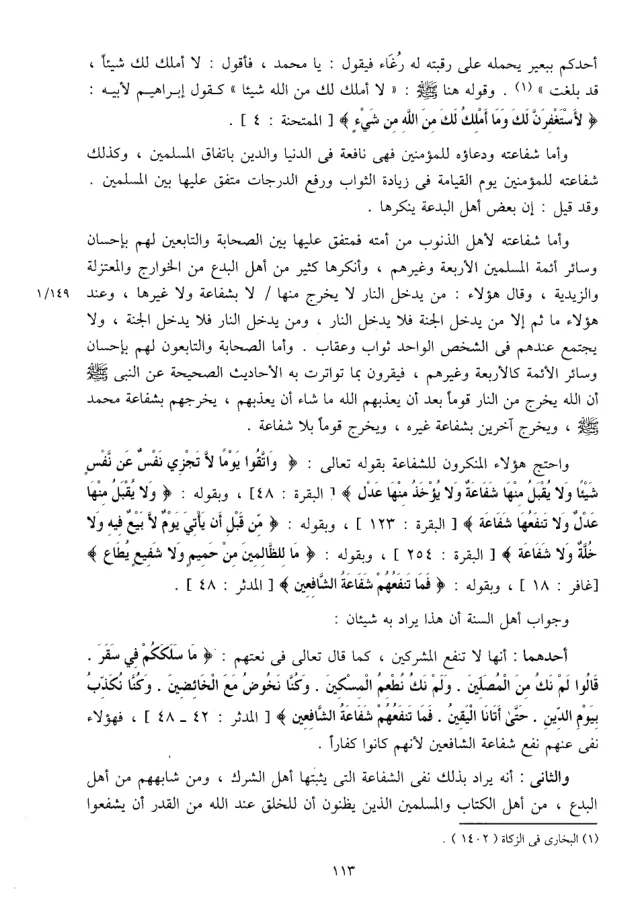 أحدكم ببعير يحمله على رقبته له رُغَاء فيقول : يا محمد ، فأقول : لا أملك لك شيئاً ،
قد بلغت » (١) . وقوله هنا ﷺ : « لا أملك لك من الله شيئا » كقول إبراهيم لأبيه :
﴿ لأَسْتَغْفِرَنَّ لَكَ وَمَا أَمْلِكُ لَكَ مِنَ اللَّهِ مِن شَيْءٍ ﴾ [ الممتحنة : ٤ ] .
وأما شفاعته ودعاؤه للمؤمنين فهى نافعة فى الدنيا والدين باتفاق المسلمين ، وكذلك
شفاعته للمؤمنين يوم القيامة فى زيادة الثواب ورفع الدرجات متفق عليها بين المسلمين .
وقد قيل : إن بعض أهل البدعة ينكرها .
وأما شفاعته لأهل الذنوب من أمته فمتفق عليها بين الصحابة والتابعين لهم بإحسان
وسائر أئمة المسلمين الأربعة وغيرهم ، وأنكرها كثير من أهل البدع من الخوارج والمعتزلة
والزيدية ، وقال هؤلاء : من يدخل النار لا يخرج منها / لا بشفاعة ولا غيرها ، وعند ١/١٤٩
هؤلاء ما ثم إلا من يدخل الجنة فلا يدخل النار ، ومن يدخل النار فلا يدخل الجنة ، ولا
يجتمع عندهم فى الشخص الواحد ثواب وعقاب . وأما الصحابة والتابعون لهم بإحسان
وسائر الأئمة كالأربعة وغيرهم ، فيقرون بما تواترت به الأحاديث الصحيحة عن النبى ﷺ
أن الله يخرج من النار قوماً بعد أن يعذبهم الله ما شاء أن يعذبهم ، يخرجهم بشفاعة محمد
ﷺ ، ويخرج آخرين بشفاعة غيره ، ويخرج قوماً بلا شفاعة .
واحتج هؤلاء المنكرون للشفاعة بقوله تعالى : ﴿ وَاتَّقُوا يَوْمًا لاَّ تَجْزِي نَفْسٌ عَن نَّفْسٍ
شَيْئًا وَلا يُقْبَلُ مِنْهَا شَفَاعَةٌ وَلا يُؤْخَذُ مِنْهَا عَدْل ﴾ [ البقرة : ٤٨] ، وبقوله : ﴿ وَلا يُقْبَلُ مِنْهَا
عَدْلٌ وَلا تَنفَعُهَا شَفَاعَة ﴾ [ البقرة : ١٢٣ ] ، وبقوله : ﴿ مِّن قَبْلِ أَن يَأْتِيَ يَوْمٌ لاَّ بَيْعٌ فِيهِ وَلا
خُلَّةٌ وَلا شَفَاعَة ﴾ [ البقرة : ٢٥٤ ] ، وبقوله : ﴿ مَا لِلظَّالِمِينَ مِنْ حَمِيمٍ وَلا شَفِيعٍ يُطَاع ﴾
[غافر : ١٨ ] ، وبقوله : ﴿ فَمَا تَنفَعُهُمْ شَفَاعَةُ الشَّافِعِين ﴾ [ المدثر : ٤٨ ] .
وجواب أهل السنة أن هذا يراد به شيئان :
أحدهما : أنها لا تنفع المشركين ، كما قال تعالى فى نعتهم : ﴿ مَا سَلَكَكُمْ فِي سَقَرَ .
قَالُوا لَمْ نَكُ مِنَ الْمُصَلِّينَ . وَلَمْ نَكُ نُطْعِمُ الْمِسْكِينَ . وَكُنَّا نَخُوضُ مَعَ الْخَائِضِينَ . وَكُنَّا نُكَذِّبُ
بِيَوْمِ الدِّينِ . حَتَّىٰ أَتَانَا الْيَقِينُ . فَمَا تَنفَعُهُمْ شَفَاعَةُ الشَّافِعِين ﴾ [ المدثر : ٤٢ ــ ٤٨ ] ، فهؤلاء
نفى عنهم نفع شفاعة الشافعين لأنهم كانوا كفاراً .
والثانى : أنه يراد بذلك نفى الشفاعة التى يثبتها أهل الشرك ، ومن شابههم من أهل
البدع ، من أهل الكتاب والمسلمين الذين يظنون أن للخلق عند الله من القدر أن يشفعوا
(١) البخارى فى الزكاة ( ١٤٠٢ ) .
١١٣